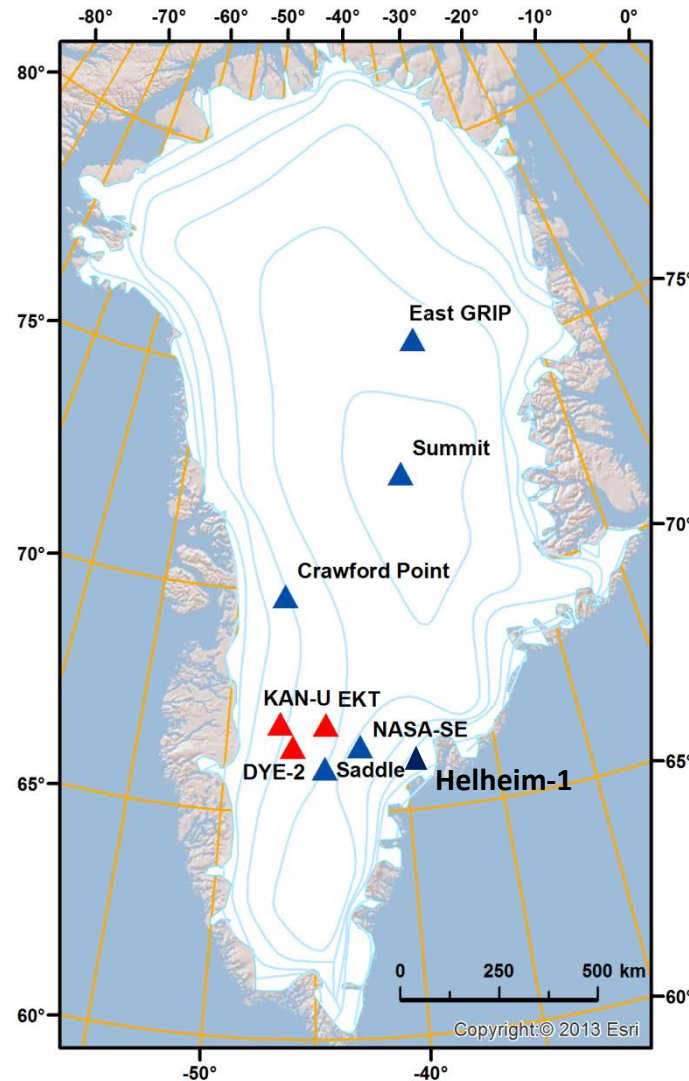 -80° -70° -60° -50° -40° -30° -20° -10° 0°
80°
75°
75°
East GRIP
Summit
70°
70°
Crawford Point
KAN-U EKT
NASA-SE
DYE-2 Saddle
Helheim-1
65°
65°
0 250 500 km
60°
60°
Copyright:© 2013 Esri
-50° -40°